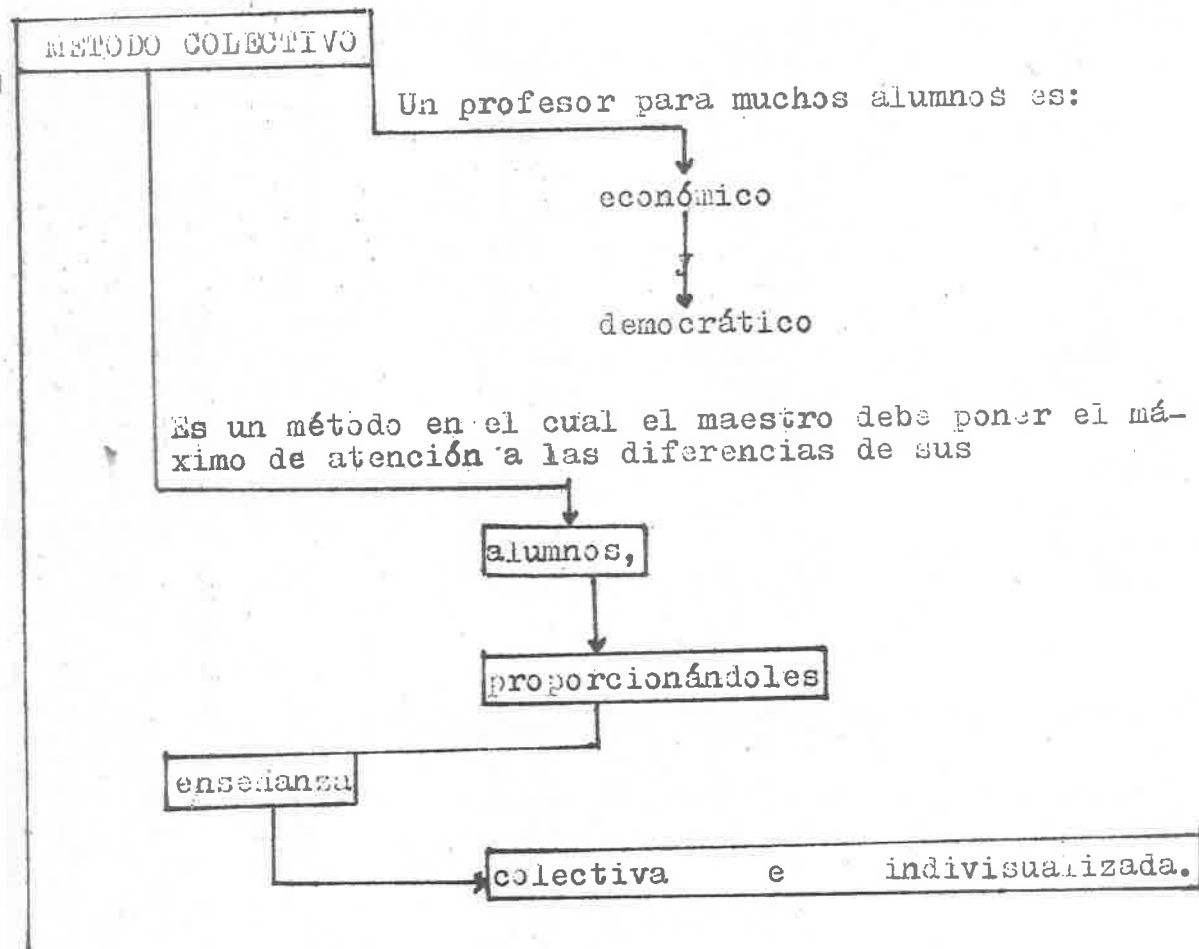 METODO COLECTIVO
Un profesor para muchos alumnos es:
económico
y
democrático
Es un método en el cual el maestro debe poner el má-
ximo de atención a las diferencias de sus
alumnos,
proporcionándoles
enseñanza
colectiva e indivisualizada.